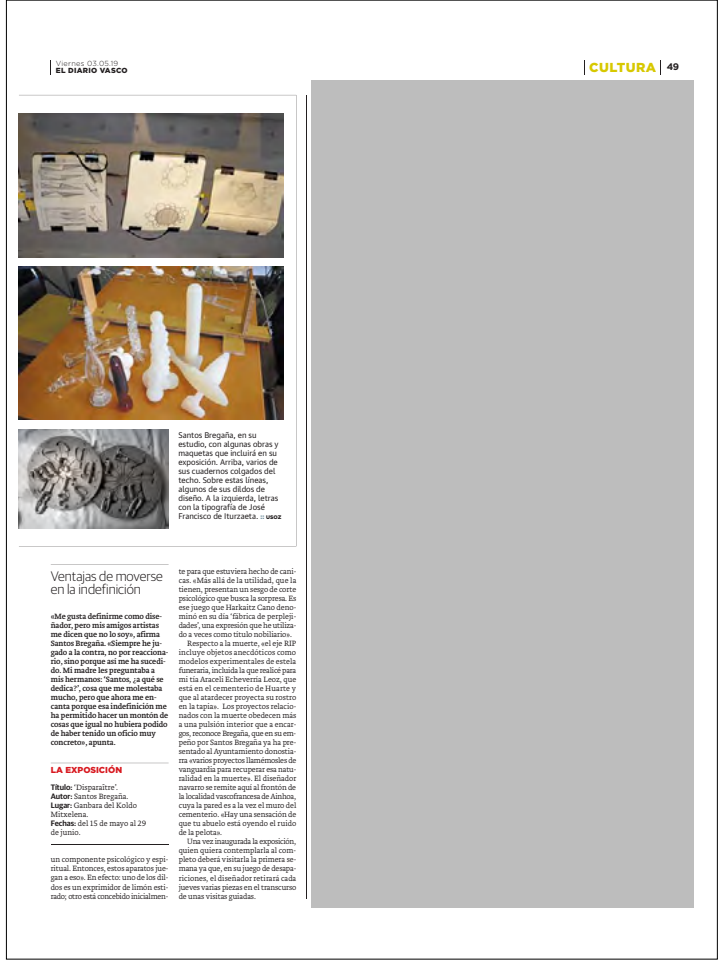 Viernes 03.05.19
EL DIARIO VASCO
CULTURA
49
Santos Bregaña, en su
estudio, con algunas obras y
maquetas que incluirá en su
exposición. Arriba, varios de
sus cuadernos colgados del
techo. Sobre estas líneas,
algunos de sus dildos de
diseño. A la izquierda, letras
con la tipografía de José
Francisco de Iturzaeta. :: USOZ
Ventajas de moverse
en la indefinición
«Me gusta definirme como dise-
ñador, pero mis amigos artistas
me dicen que no lo soy», afirma
Santos Bregaña. «Siempre he ju-
gado a la contra, no por reacciona-
rio, sino porque así me ha sucedi-
do. Mi madre les preguntaba a
mis hermanos: 'Santos, ¿a qué se
dedica?', cosa que me molestaba
mucho, pero que ahora me en-
canta porque esa indefinición me
ha permitido hacer un montón de
cosas que igual no hubiera podido
de haber tenido un oficio muy
concreto», apunta.
LA EXPOSICIÓN
Título: 'Disparaître'.
Autor: Santos Bregaña.
Lugar: Ganbara del Koldo
Mitxelena.
Fechas: del 15 de mayo al 29
de junio.
un componente psicológico y espi-
ritual. Entonces, estos aparatos jue-
gan a eso». En efecto: uno de los dil-
dos es un exprimidor de limón esti-
rado; otro está concebido inicialmen-
te para que estuviera hecho de cani-
cas. «Más allá de la utilidad, que la
tienen, presentan un sesgo de corte
psicológico que busca la sorpresa. Es
ese juego que Harkaitz Cano deno-
minó en su día 'fábrica de perpleji-
dades', una expresión que he utiliza-
do a veces como título nobiliario».
Respecto a la muerte, «el eje RIP
incluye objetos anecdóticos como
modelos experimentales de estela
funeraria, incluida la que realicé para
mi tía Araceli Echeverria Leoz, que
está en el cementerio de Huarte y
que al atardecer proyecta su rostro
en la tapia». Los proyectos relacio-
nados con la muerte obedecen más
a una pulsión interior que a encar-
gos, reconoce Bregaña, que en su em-
peño por Santos Bregaña ya ha pre-
sentado al Ayuntamiento donostia-
rra «varios proyectos llamémosles de
vanguardia para recuperar esa natu-
ralidad en la muerte». El diseñador
navarro se remite aquí al frontón de
la localidad vascofrancesa de Ainhoa,
cuya la pared es a la vez el muro del
cementerio. «Hay una sensación de
que tu abuelo está oyendo el ruido
de la pelota».
Una vez inaugurada la exposición,
quien quiera contemplarla al com-
pleto deberá visitarla la primera se-
mana ya que, en su juego de desapa-
riciones, el diseñador retirará cada
jueves varias piezas en el transcurso
de unas visitas guiadas.